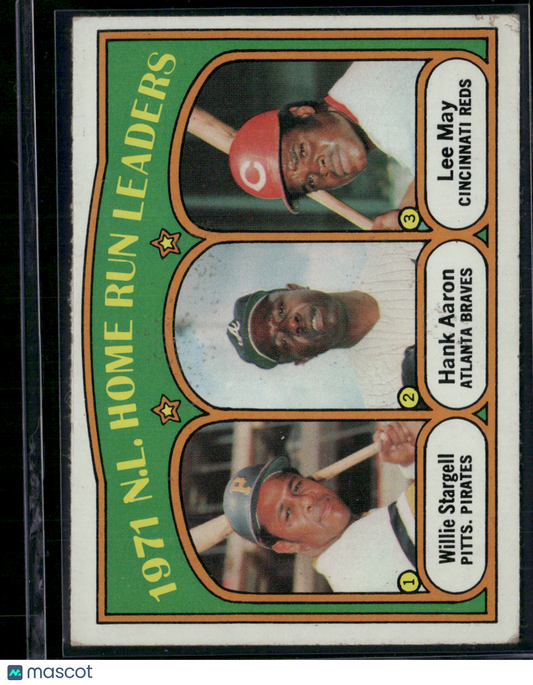 1971 N.L. HOME RUN LEADERS
1
Willie Stargell
PITTS. PIRATES
2
Hank Aaron
ATLANTA BRAVES
3
Lee May
CINCINNATI REDS
P
C
mascot